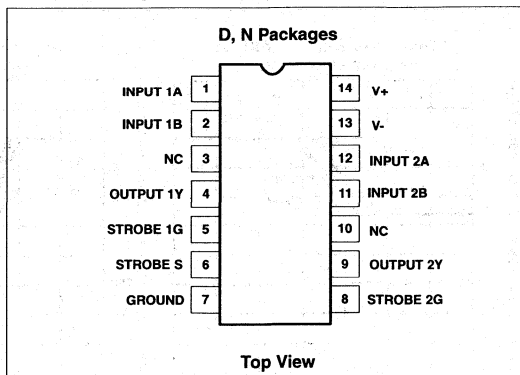 D, N Packages
INPUT 1A 1 14 V+
INPUT 1B 2 13 V-
NC 3 12 INPUT 2A
OUTPUT 1Y 4 11 INPUT 2B
STROBE 1G 5 10 NC
STROBE S 6 9 OUTPUT 2Y
GROUND 7 8 STROBE 2G
Top View